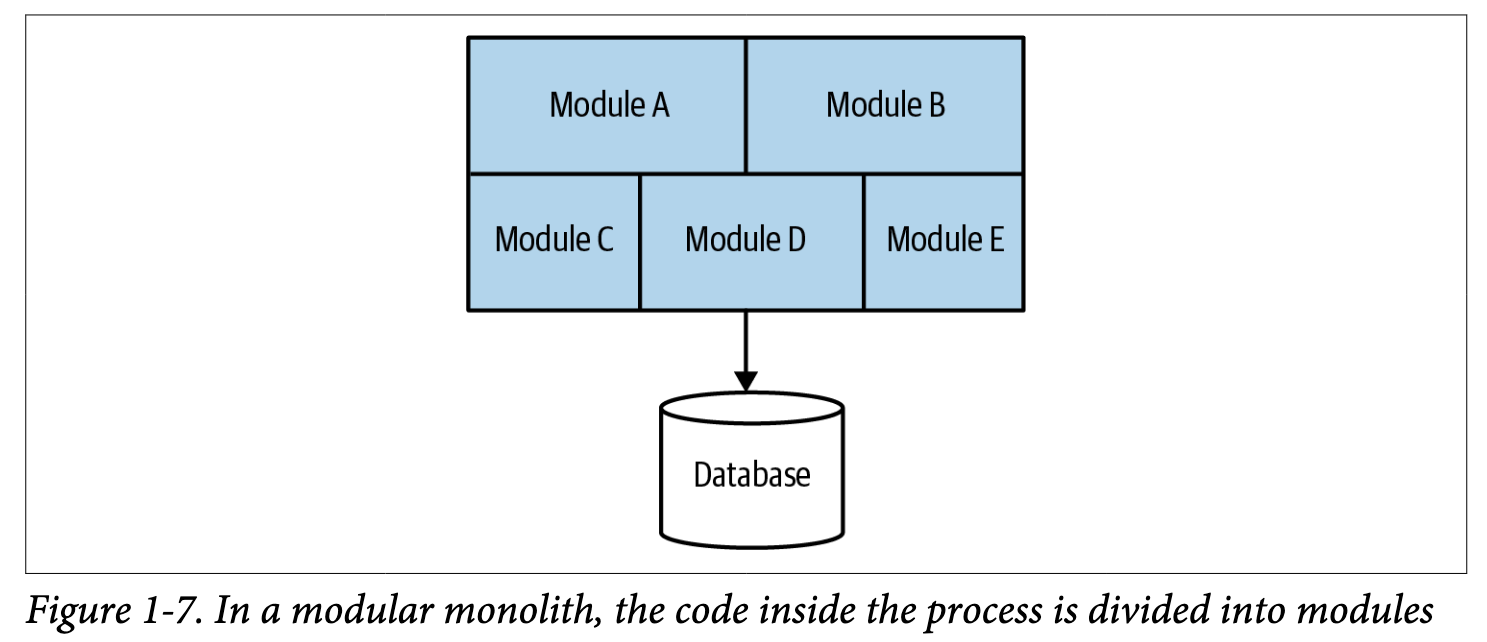 Module A
Module B
Module C
Module D
Module E
Database
Figure 1-7. In a modular monolith, the code inside the process is divided into modules